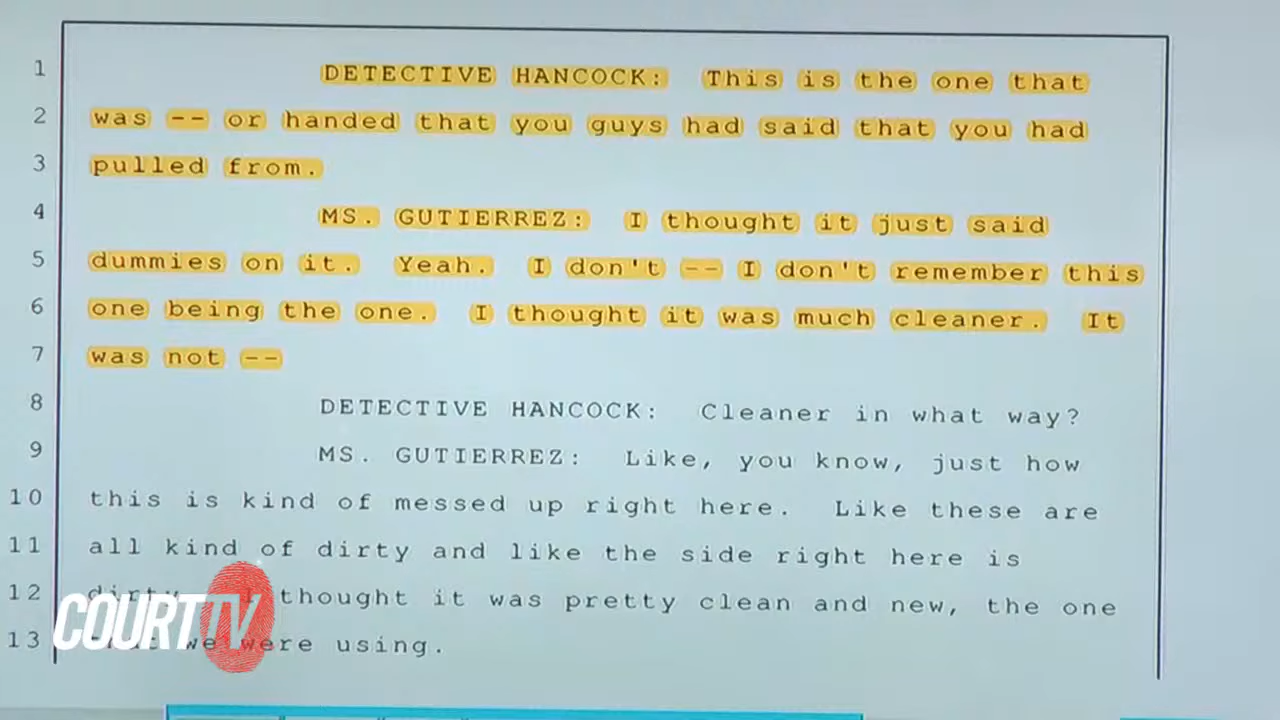 1 DETECTIVE HANCOCK: This is the one that
2 was -- or handed that you guys had said that you had
3 pulled from.
4 MS. GUTIERREZ: I thought it just said
5 dummies on it. Yeah. I don't -- I don't remember this
6 one being the one. I thought it was much cleaner. It
7 was not --
8 DETECTIVE HANCOCK: Cleaner in what way?
9 MS. GUTIERREZ: Like, you know, just how
10 this is kind of messed up right here. Like these are
11 all kind of dirty and like the side right here is
12 dirty. I thought it was pretty clean and new, the one
13 that we were using.
COURT TV